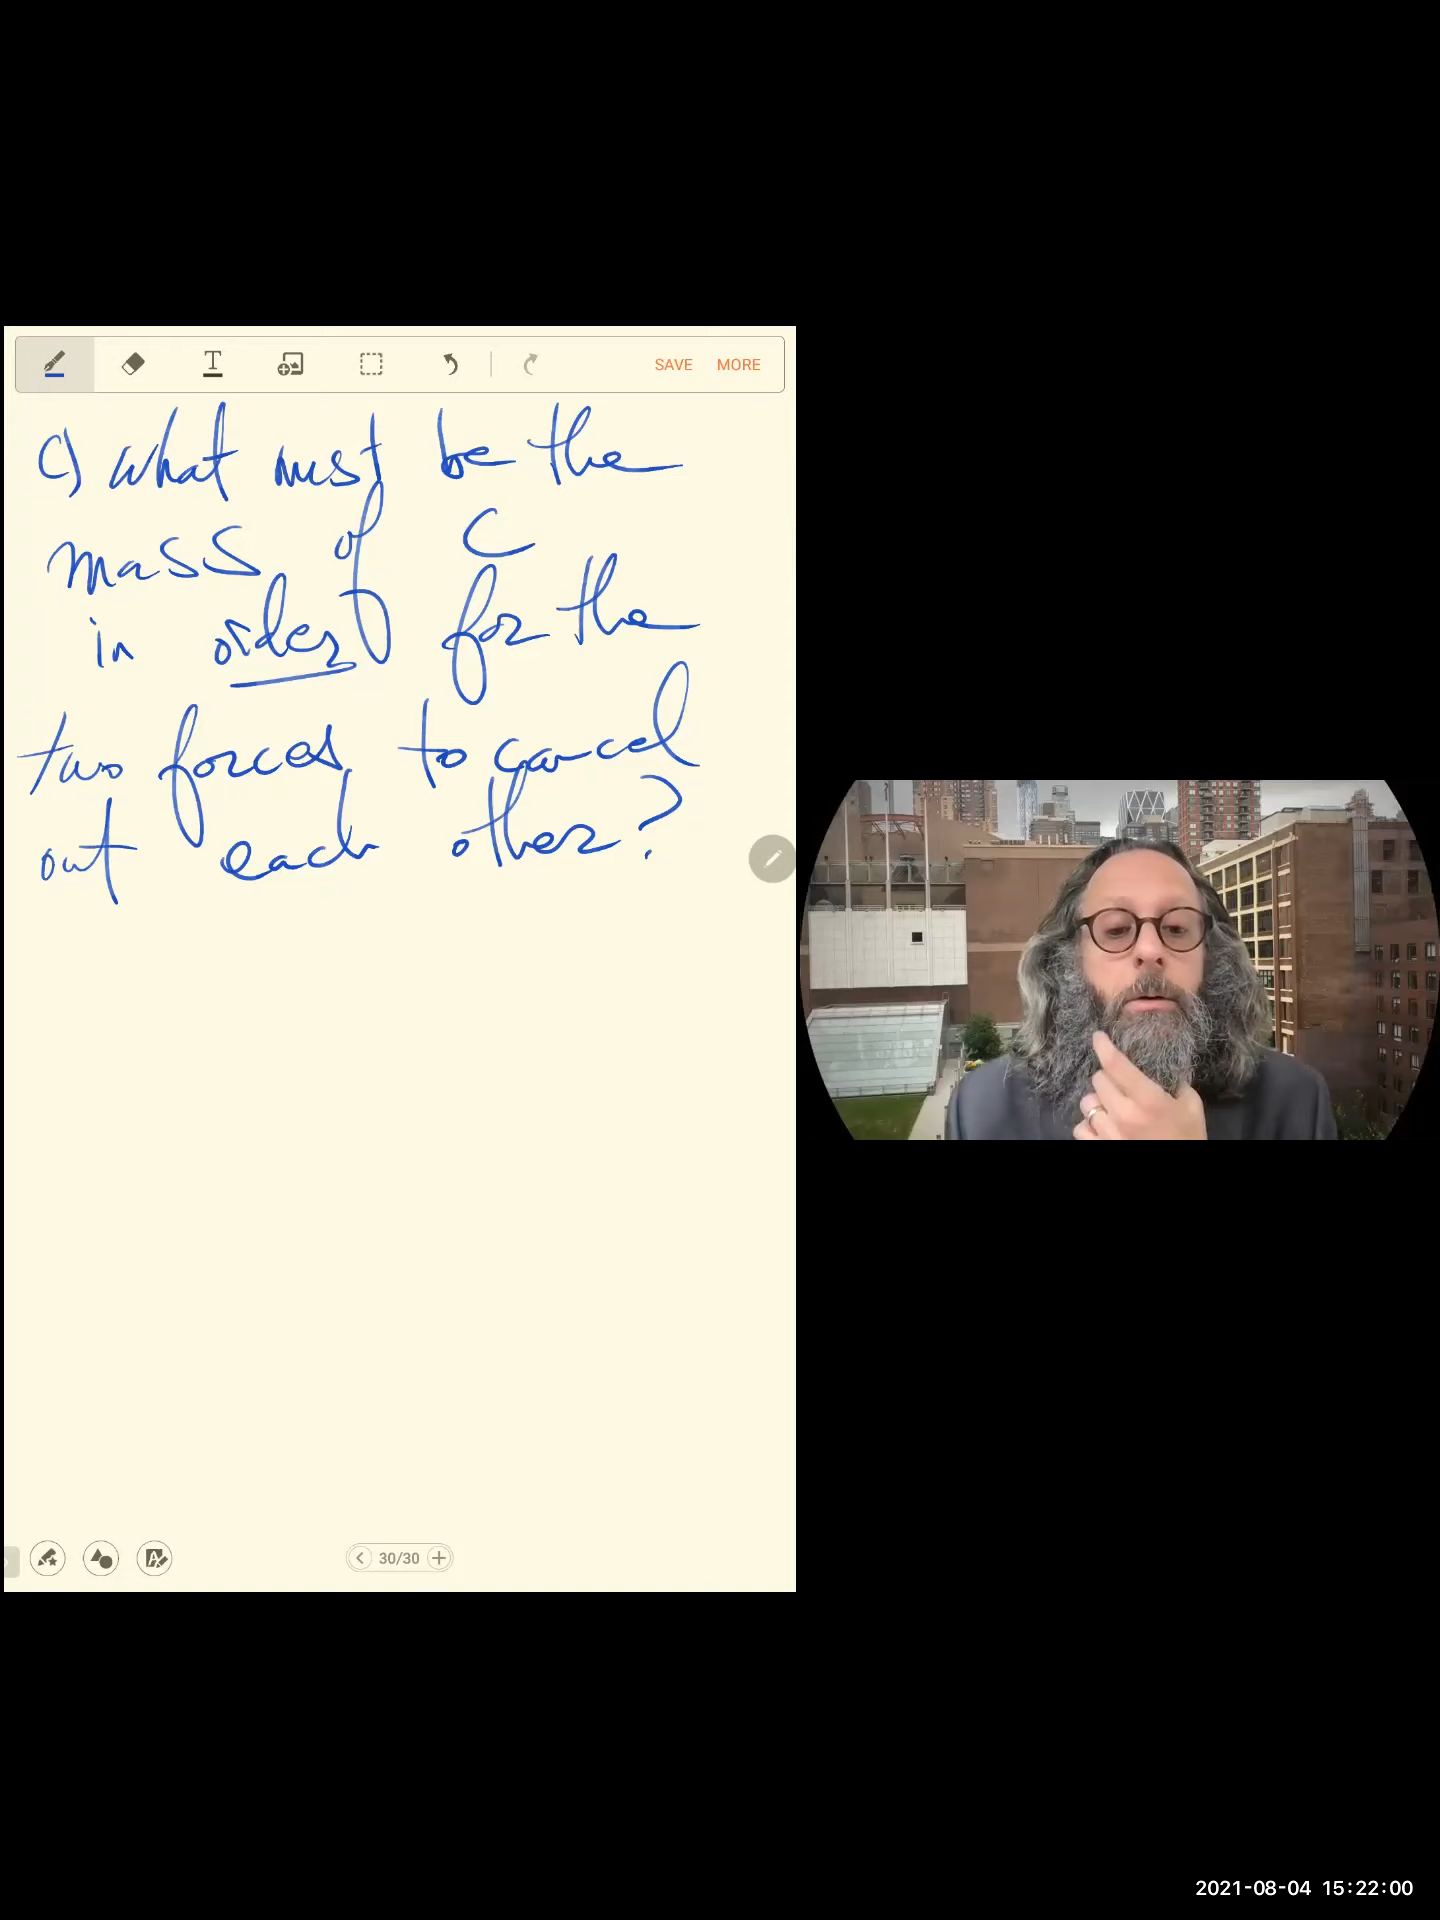 T
SAVE
MORE
c) what must be the
mass of C
in order for the
two forces to cancel
out each other?
30/30
2021-08-04 15:22:00